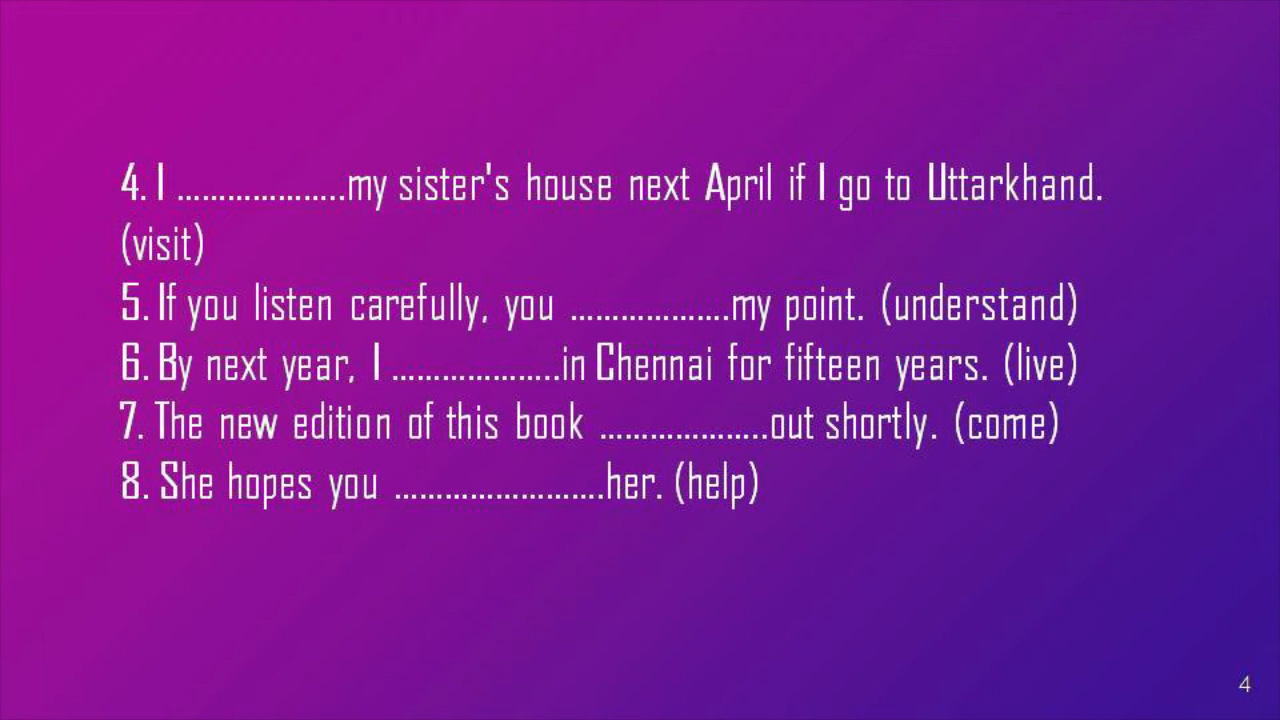 4. I ………………..my sister's house next April if I go to Uttarkhand.
(visit)
5. If you listen carefully, you ……………….my point. (understand)
6. By next year, I ………………..in Chennai for fifteen years. (live)
7. The new edition of this book ………………..out shortly. (come)
8. She hopes you …………………….her. (help)
4